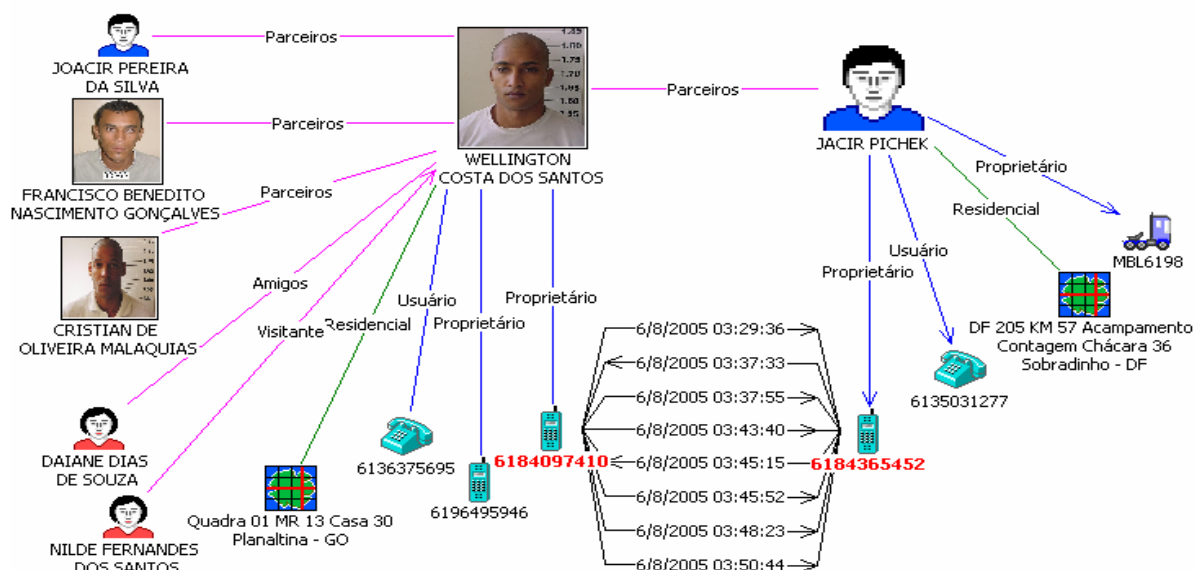 Parceiros
JOACIR PEREIRA
DA SILVA
Parceiros
FRANCISCO BENEDITO
NASCIMENTO GONÇALVES
Parceiros
CRISTIAN DE
OLIVEIRA MALAQUIAS
WELLINGTON
COSTA DOS SANTOS
Parceiros
JACIR PICHEK
Proprietário
MBL6198
Residencial
DF 205 KM 57 Acampamento
Contagem Chácara 36
Sobradinho - DF
Usuário
6135031277
Proprietário
6184365452
Amigos
DAIANE DIAS
DE SOUZA
Visitante
NILDE FERNANDES
DOS SANTOS
Residencial
Quadra 01 MR 13 Casa 30
Planaltina - GO
Usuário
6136375695
Proprietário
6196495946
Proprietário
6184097410
6/8/2005 03:29:36
6/8/2005 03:37:33
6/8/2005 03:37:55
6/8/2005 03:43:40
6/8/2005 03:45:15
6/8/2005 03:45:52
6/8/2005 03:48:23
6/8/2005 03:50:44